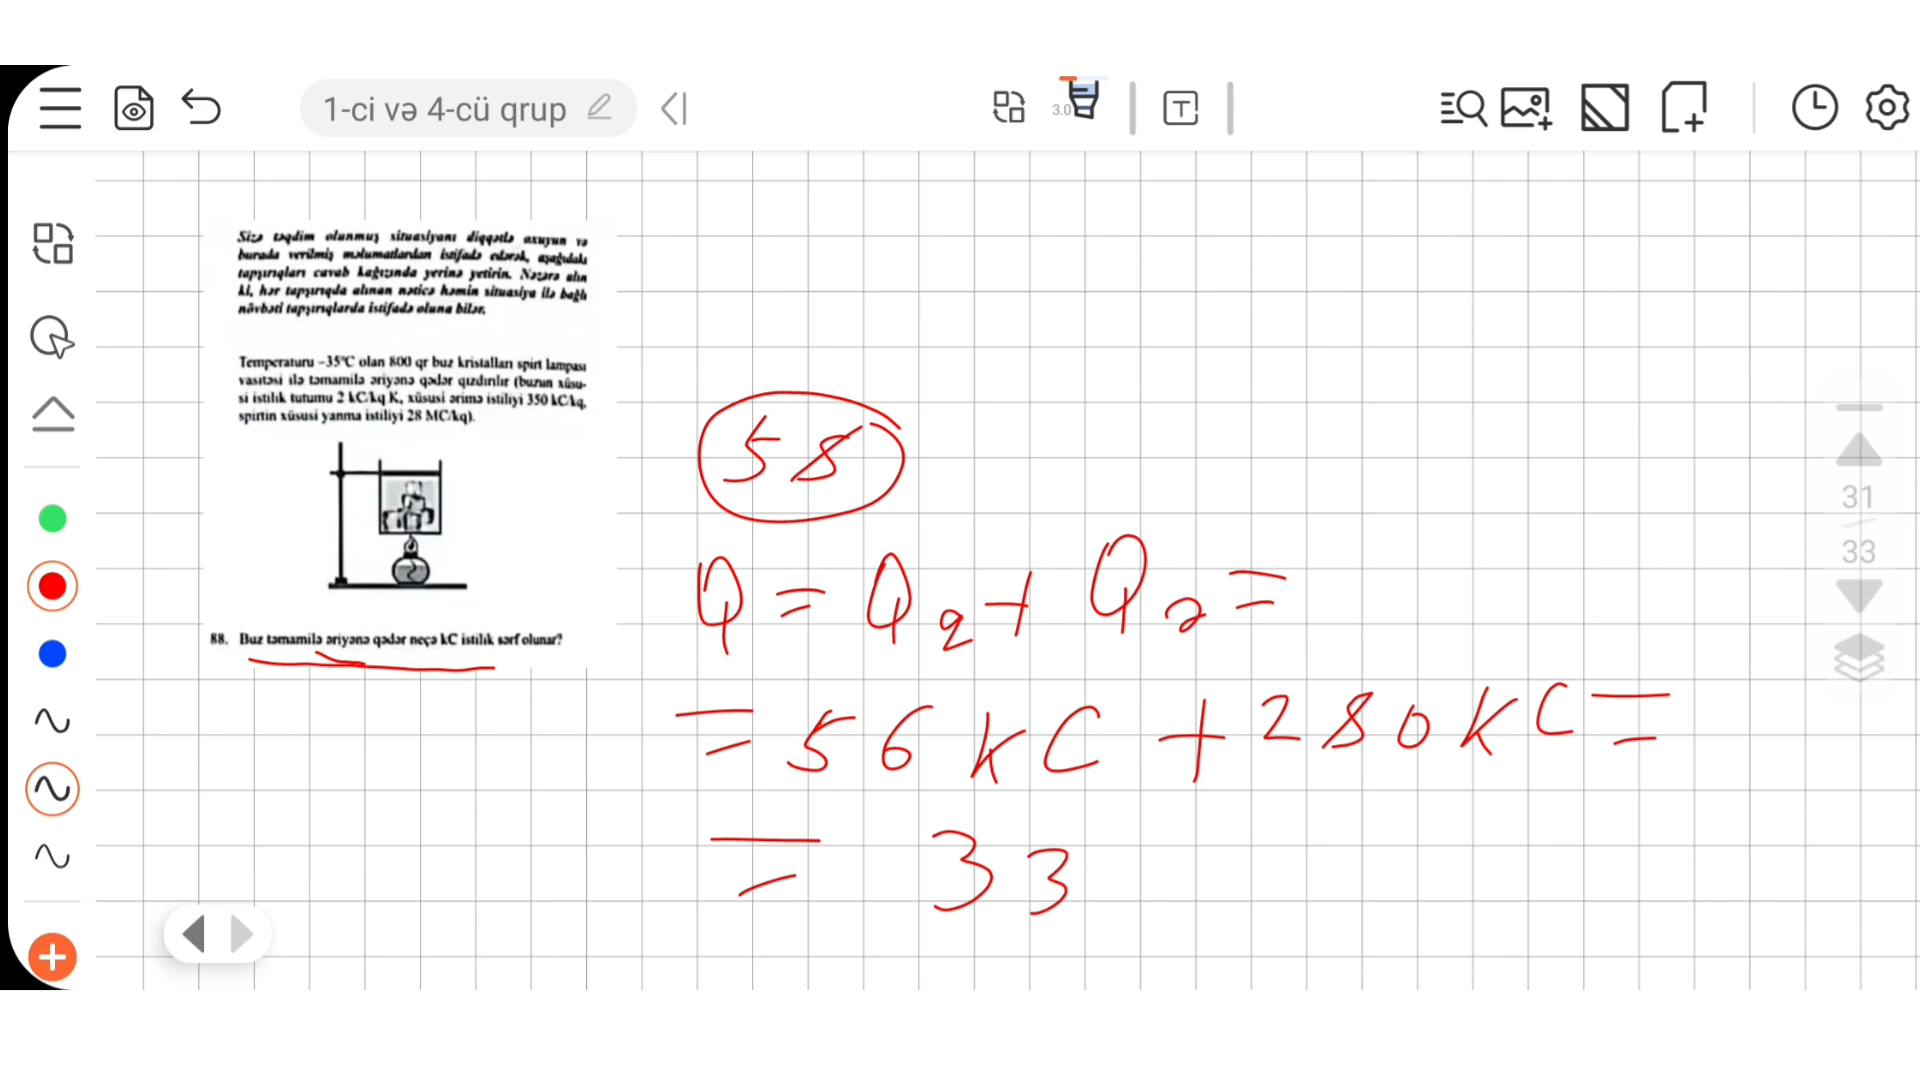 1-ci və 4-cü qrup
3.0
T
Sizə təqdim olunmuş situasiyanı diqqətlə oxuyun və
burada verilmiş məlumatlardan istifadə edərək, aşağıdakı
tapşırıqları cavab kağızında yerinə yetirin. Nəzərə alın
ki, hər tapşırıqda alınan nəticə həmin situasiya ilə bağlı
növbəti tapşırıqlarda istifadə oluna bilər.
Temperaturu –35°C olan 800 qr buz kristalları spirt lampası
vasitəsi ilə tamamilə əriyənə qədər qızdırılır (buzun xüsu-
si istilik tutumu 2 kC/kq K, xüsusi ərimə istiliyi 350 kC/kq,
spirtin xüsusi yanma istiliyi 28 MC/kq).
88. Buz tamamilə əriyənə qədər neçə kC istilik sərf olunar?
58
Q = Q q + Q ə =
= 56 kC + 280 kC =
= 33
31
33